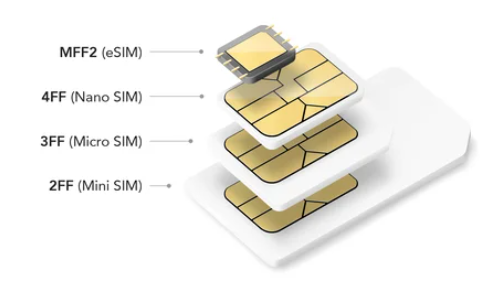 MFF2 (eSIM)
4FF (Nano SIM)
3FF (Micro SIM)
2FF (Mini SIM)